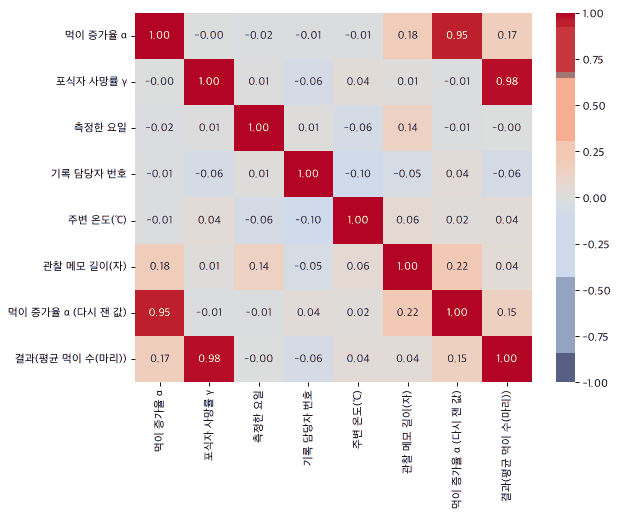 먹이 증가율 α 1.00 −0.00 −0.02 −0.01 −0.01 0.18 0.95 0.17
포식자 사망률 γ −0.00 1.00 0.01 −0.06 0.04 0.01 −0.01 0.98
측정한 요일 −0.02 0.01 1.00 0.01 −0.06 0.14 −0.01 −0.00
기록 담당자 번호 −0.01 −0.06 0.01 1.00 −0.10 −0.05 0.04 −0.06
주변 온도(℃) −0.01 0.04 −0.06 −0.10 1.00 0.06 0.02 0.04
관찰 메모 길이(자) 0.18 0.01 0.14 −0.05 0.06 1.00 0.22 0.04
먹이 증가율 α (다시 잰 값) 0.95 −0.01 −0.01 0.04 0.02 0.22 1.00 0.15
결과(평균 먹이 수(마리)) 0.17 0.98 −0.00 −0.06 0.04 0.04 0.15 1.00
먹이 증가율 α
포식자 사망률 γ
측정한 요일
기록 담당자 번호
주변 온도(℃)
관찰 메모 길이(자)
먹이 증가율 α (다시 잰 값)
결과(평균 먹이 수(마리))
1.00
0.75
0.50
0.25
0.00
−0.25
−0.50
−0.75
−1.00